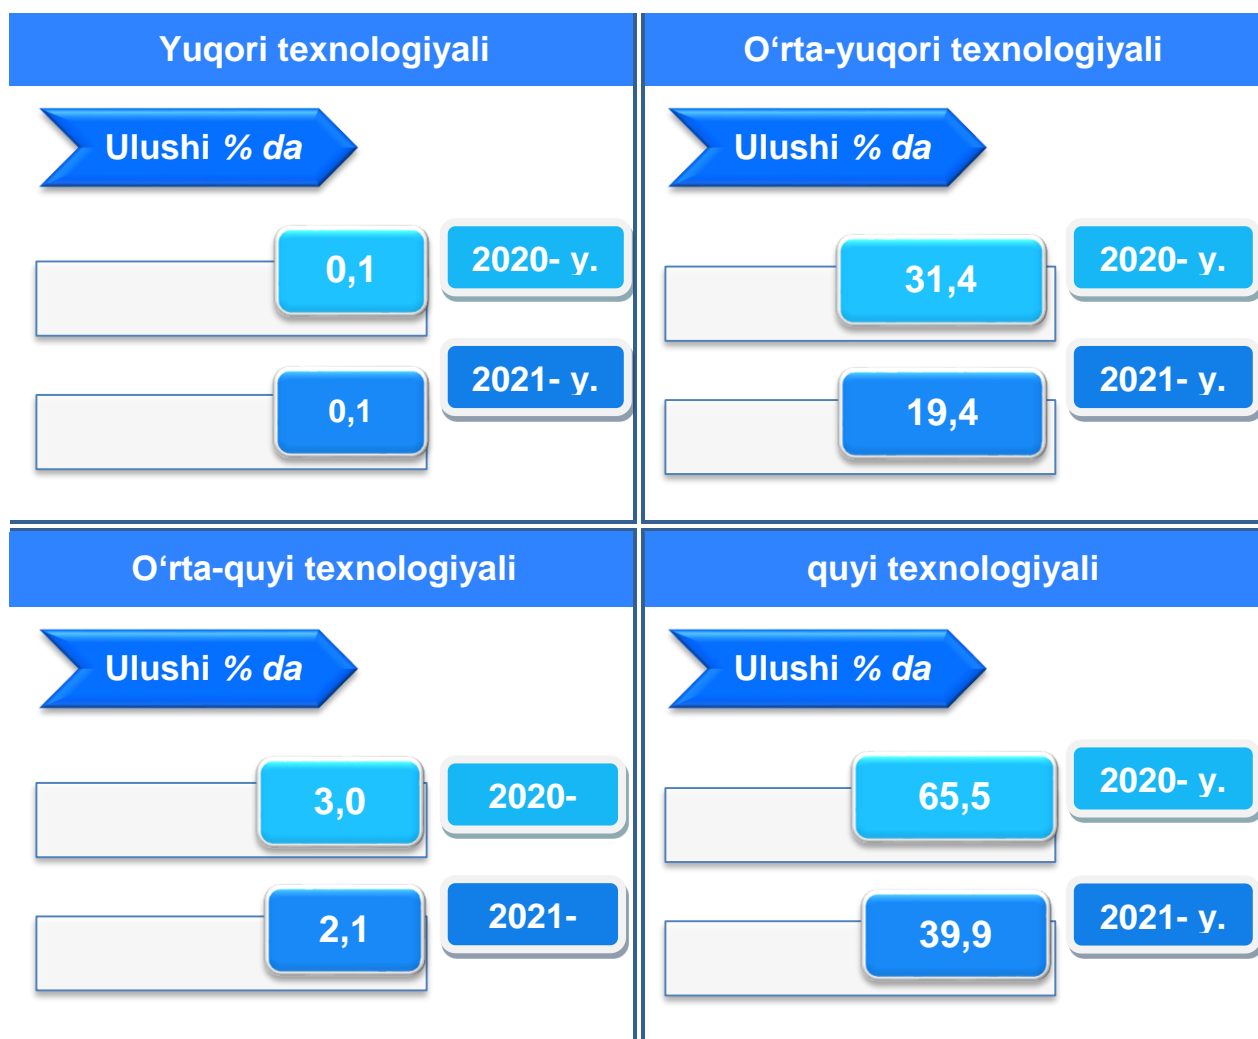 Yuqori texnologiyali
Ulushi % da
0,1
2020- y.
0,1
2021- y.
O‘rta-yuqori texnologiyali
Ulushi % da
31,4
2020- y.
19,4
2021- y.
O‘rta-quyi texnologiyali
Ulushi % da
3,0
2020-
2,1
2021-
quyi texnologiyali
Ulushi % da
65,5
2020- y.
39,9
2021- y.